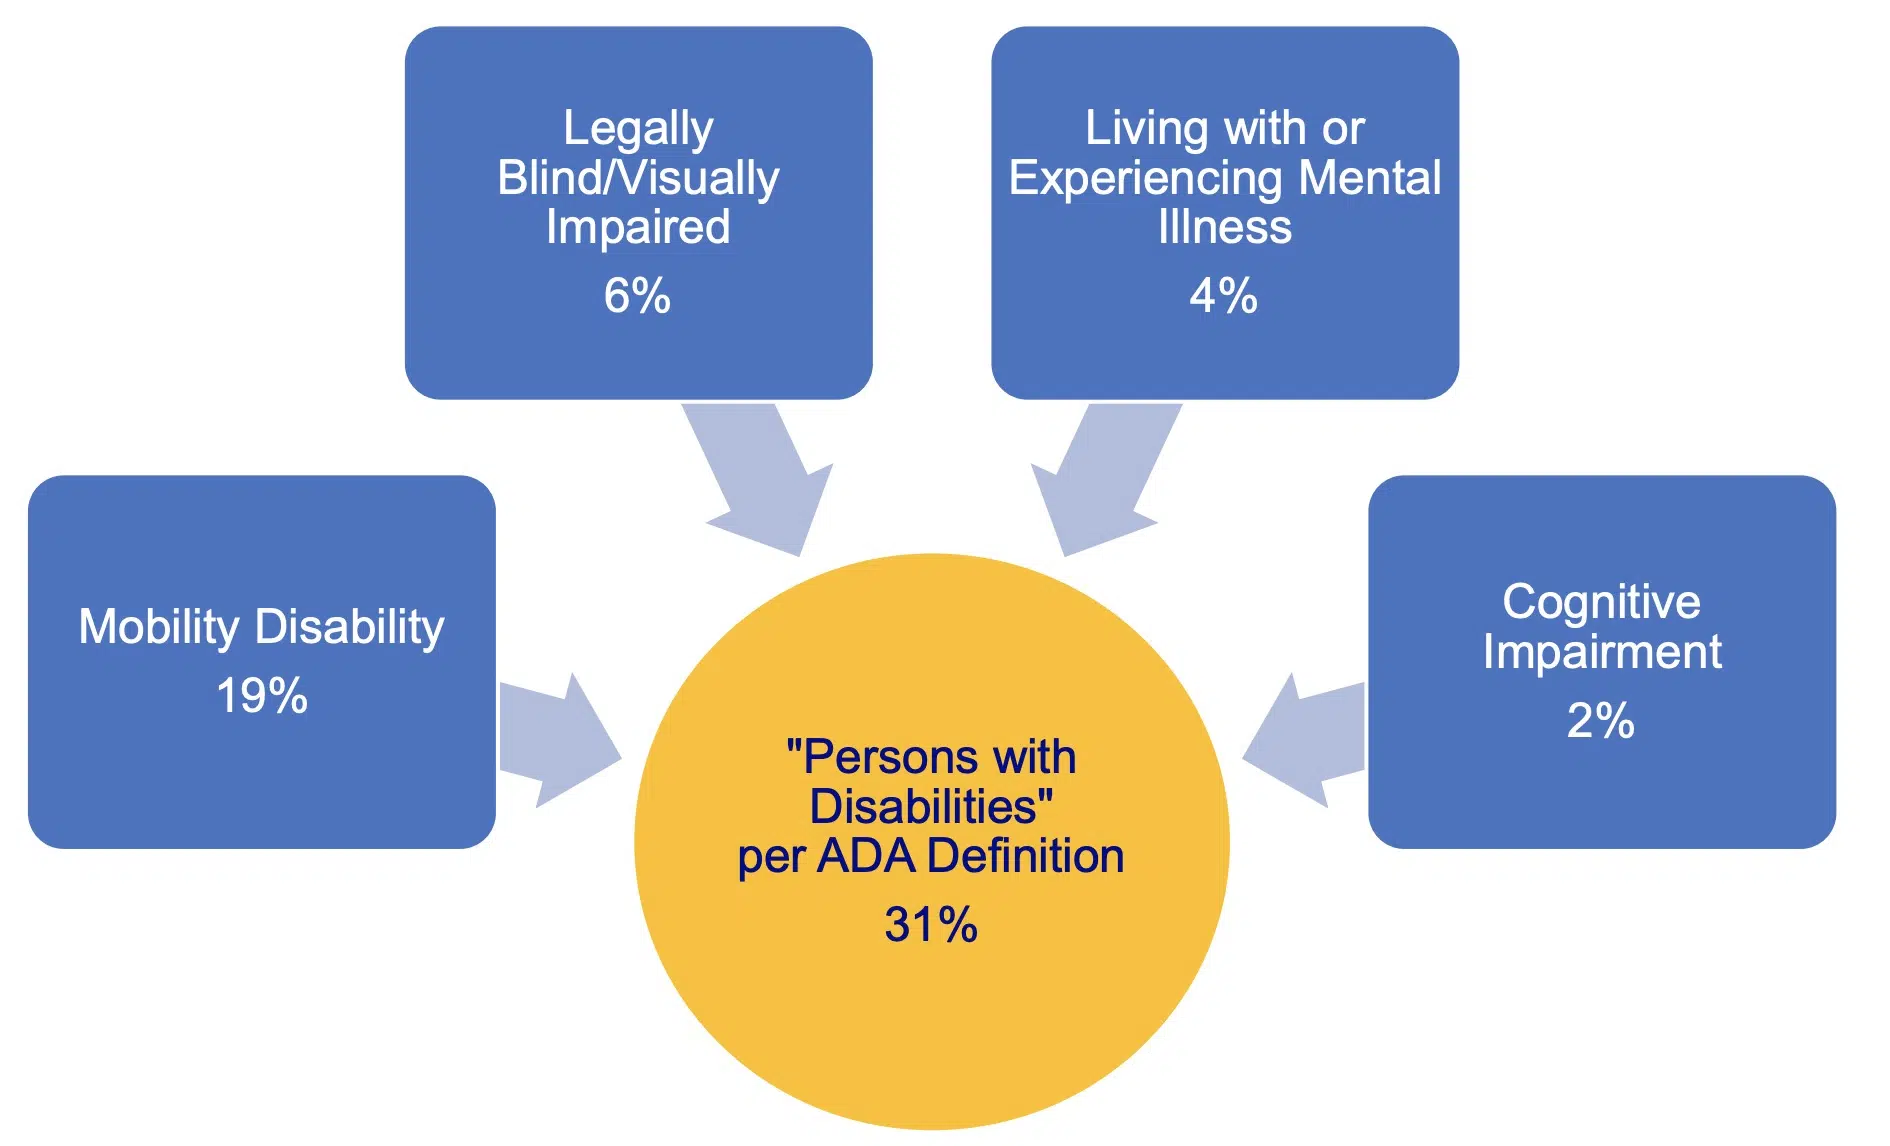 Legally
Blind/Visually
Impaired
6%
Living with or
Experiencing Mental
Illness
4%
Mobility Disability
19%
Cognitive
Impairment
2%
"Persons with
Disabilities"
per ADA Definition
31%